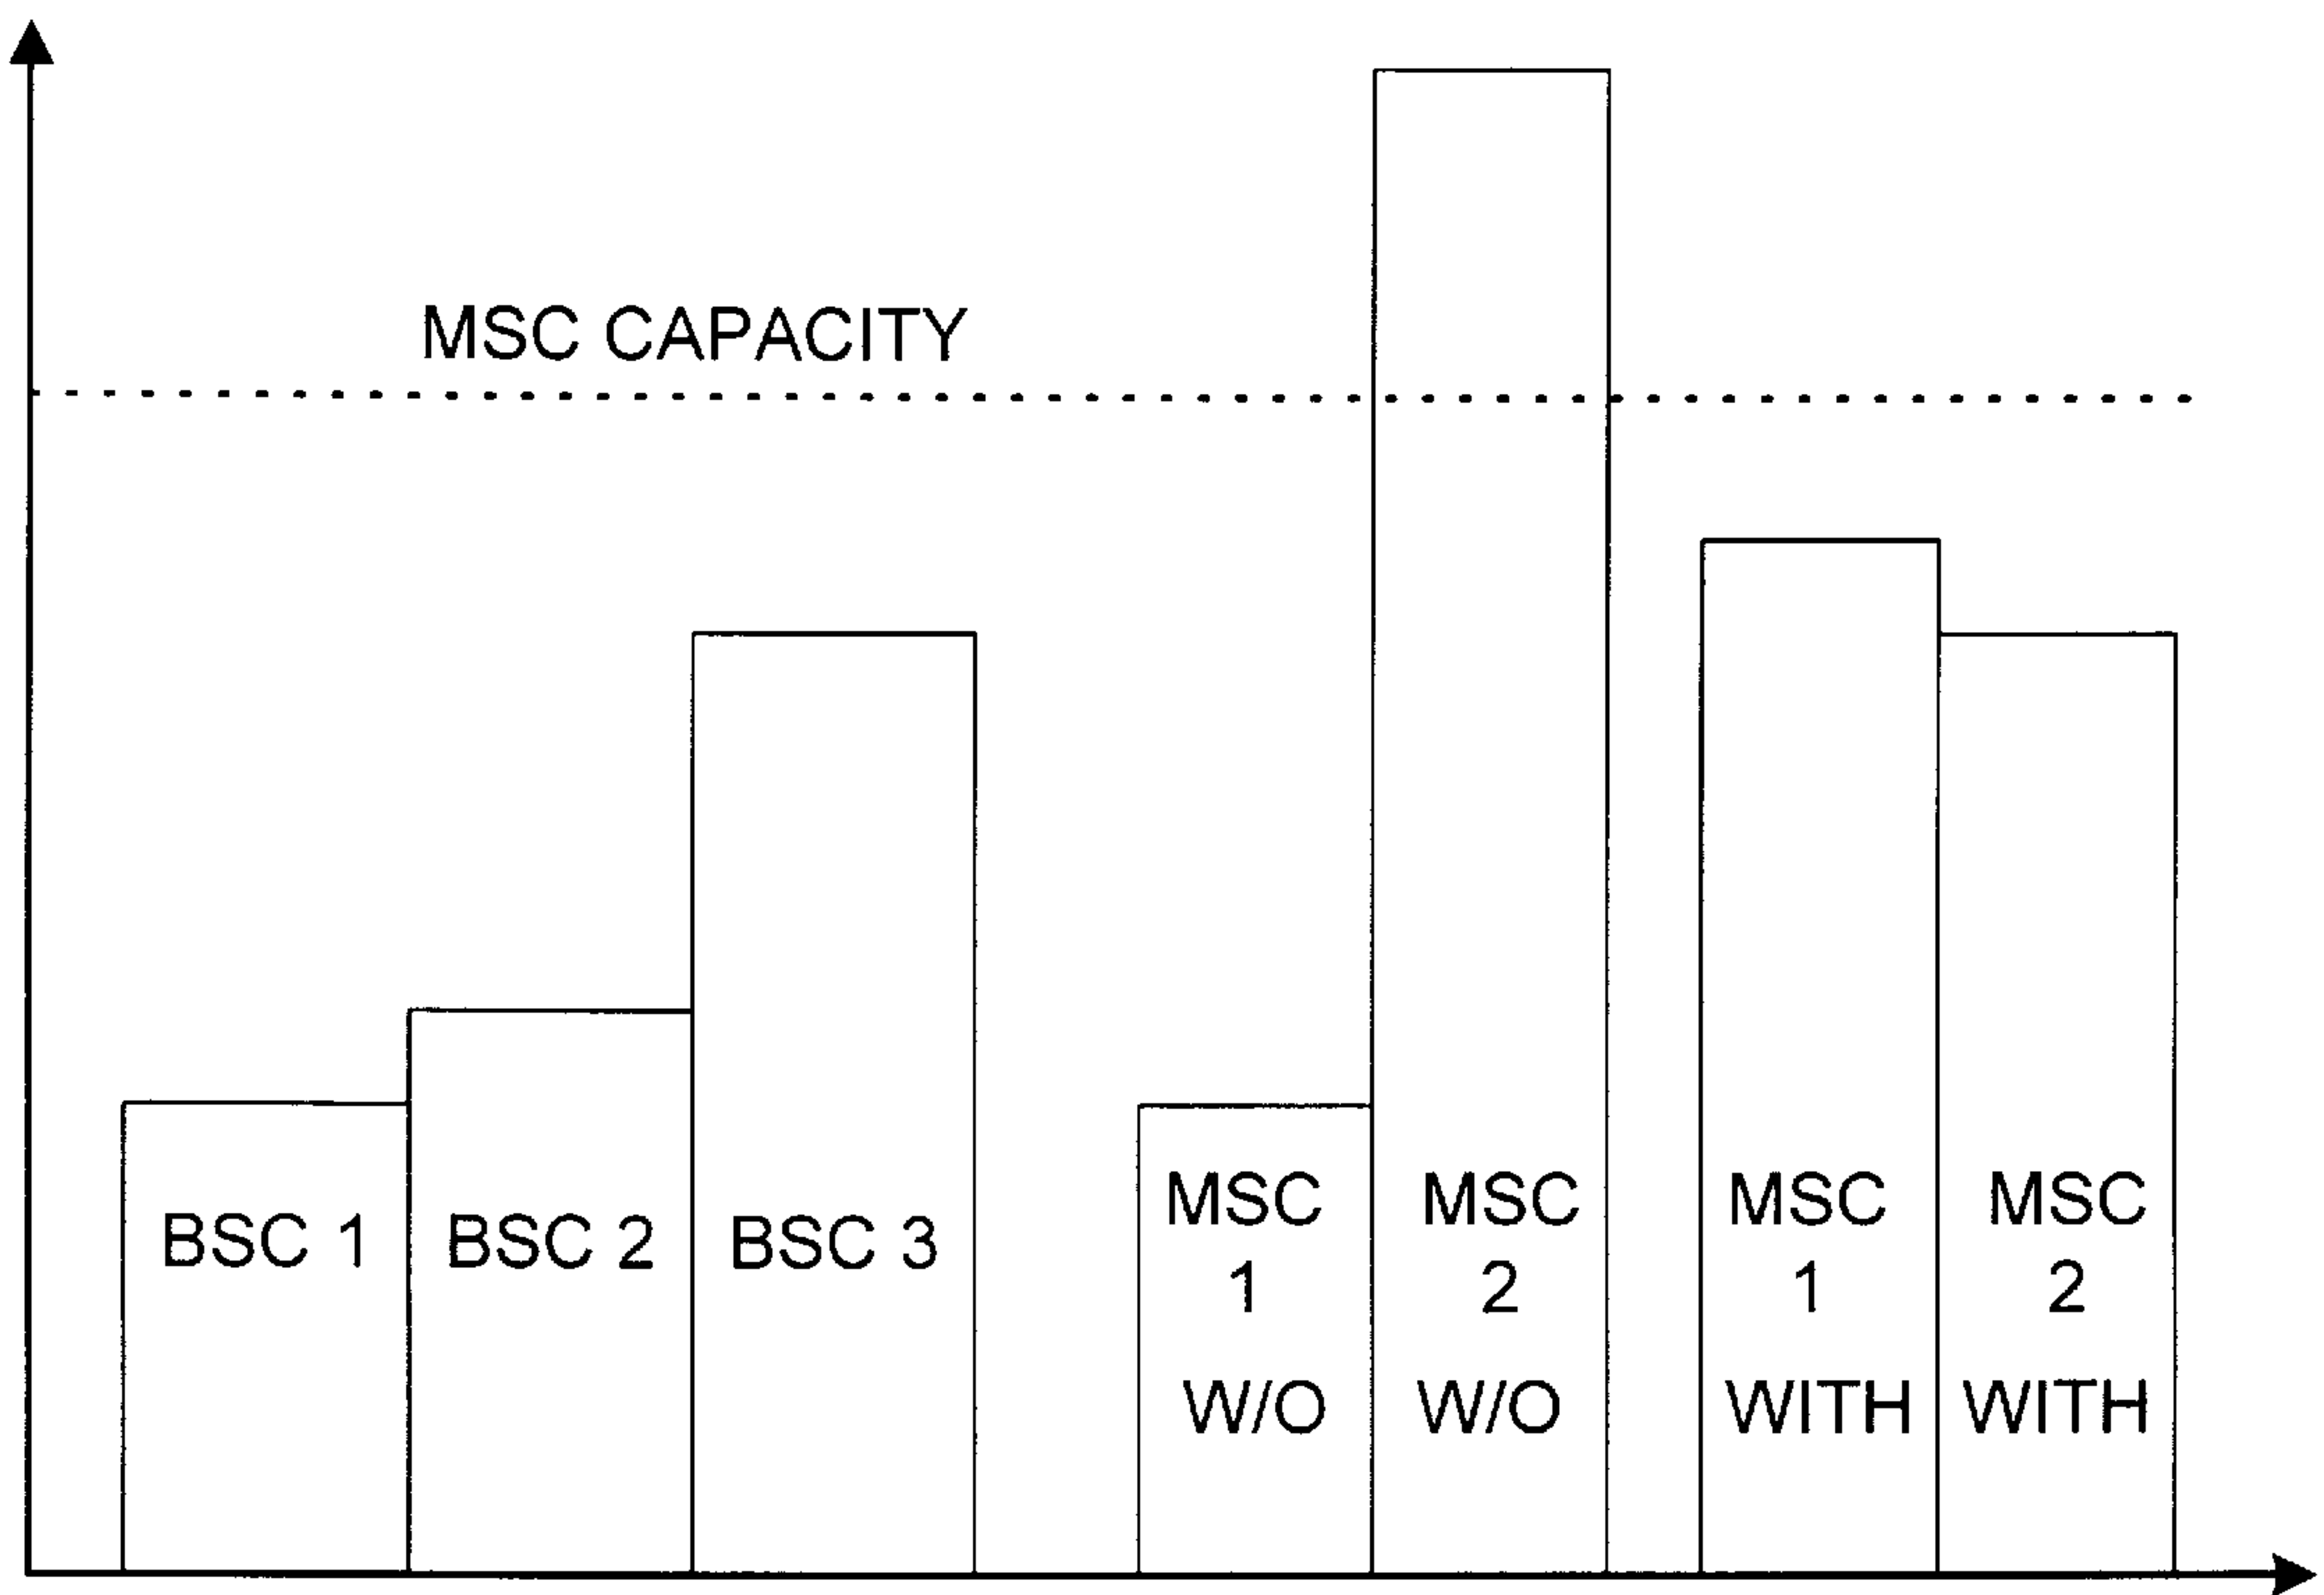 MSC CAPACITY
BSC 1
BSC 2
BSC 3
MSC
1
W/O
MSC
2
W/O
MSC
1
WITH
MSC
2
WITH